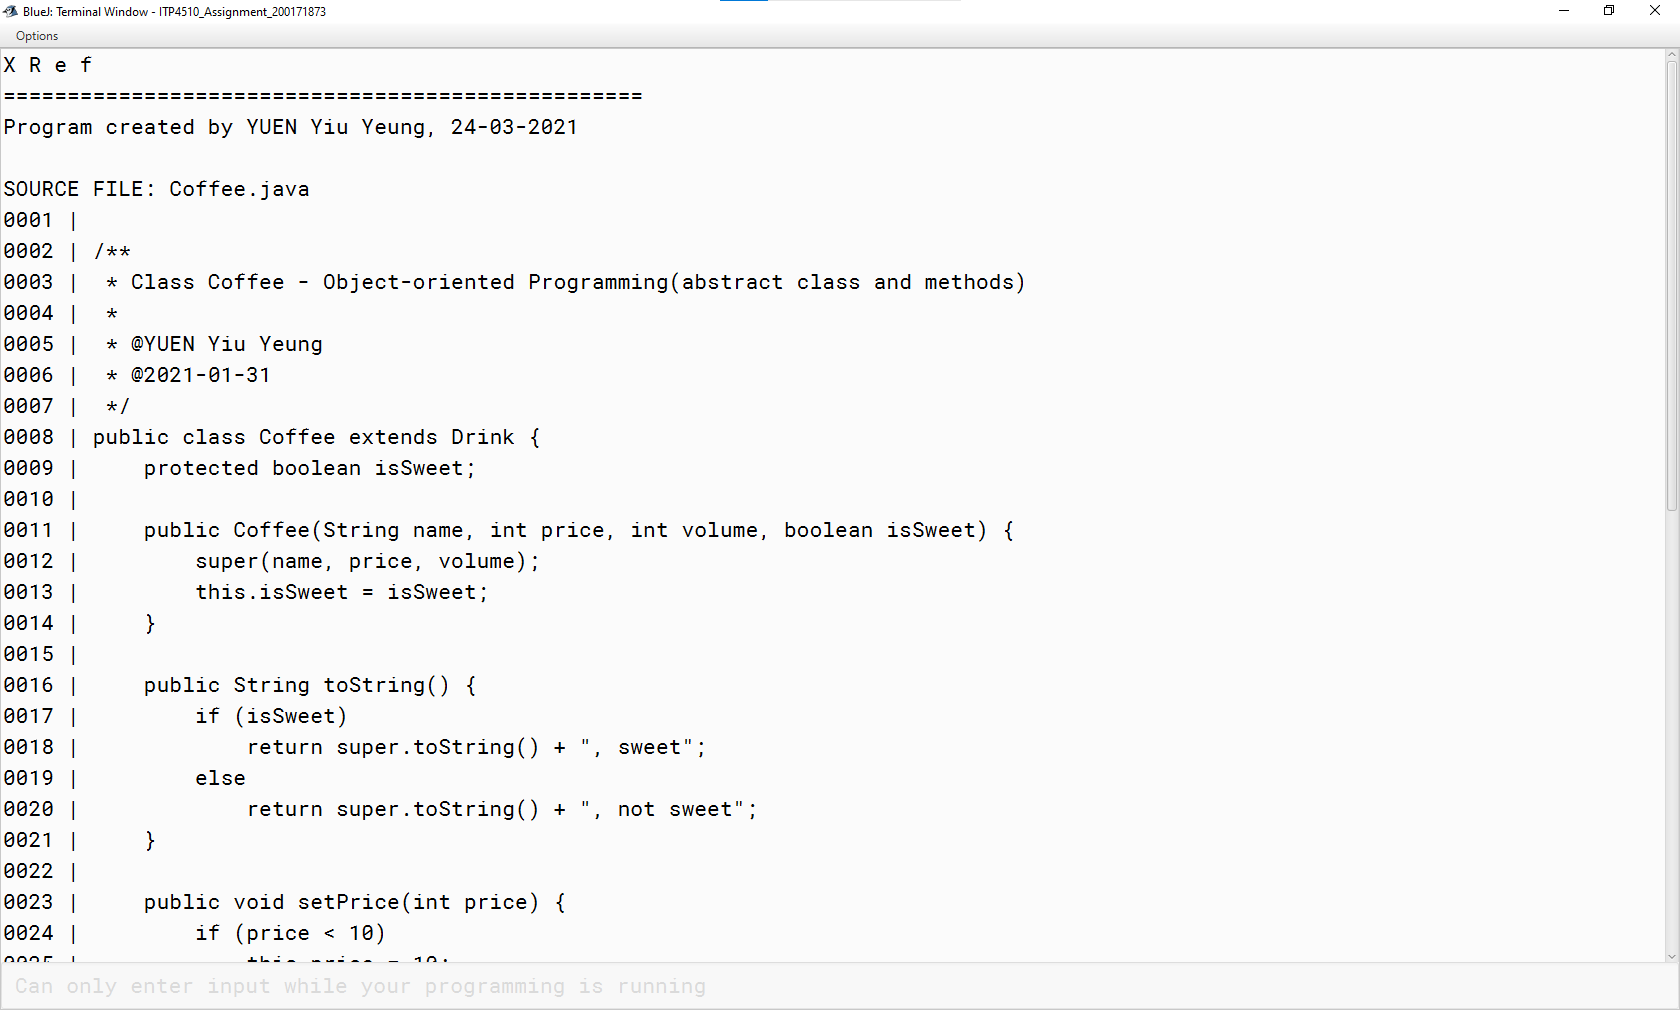 BlueJ: Terminal Window - ITP4510_Assignment_200171873
Options
X R e f
==================================================
Program created by YUEN Yiu Yeung, 24-03-2021
SOURCE FILE: Coffee.java
0001 |
0002 | /**
0003 |  * Class Coffee - Object-oriented Programming(abstract class and methods)
0004 |  *
0005 |  * @YUEN Yiu Yeung
0006 |  * @2021-01-31
0007 |  */
0008 | public class Coffee extends Drink {
0009 |     protected boolean isSweet;
0010 |
0011 |     public Coffee(String name, int price, int volume, boolean isSweet) {
0012 |         super(name, price, volume);
0013 |         this.isSweet = isSweet;
0014 |     }
0015 |
0016 |     public String toString() {
0017 |         if (isSweet)
0018 |             return super.toString() + ", sweet";
0019 |         else
0020 |             return super.toString() + ", not sweet";
0021 |     }
0022 |
0023 |     public void setPrice(int price) {
0024 |         if (price < 10)
0025 |             this.price = 10;
Can only enter input while your programming is running